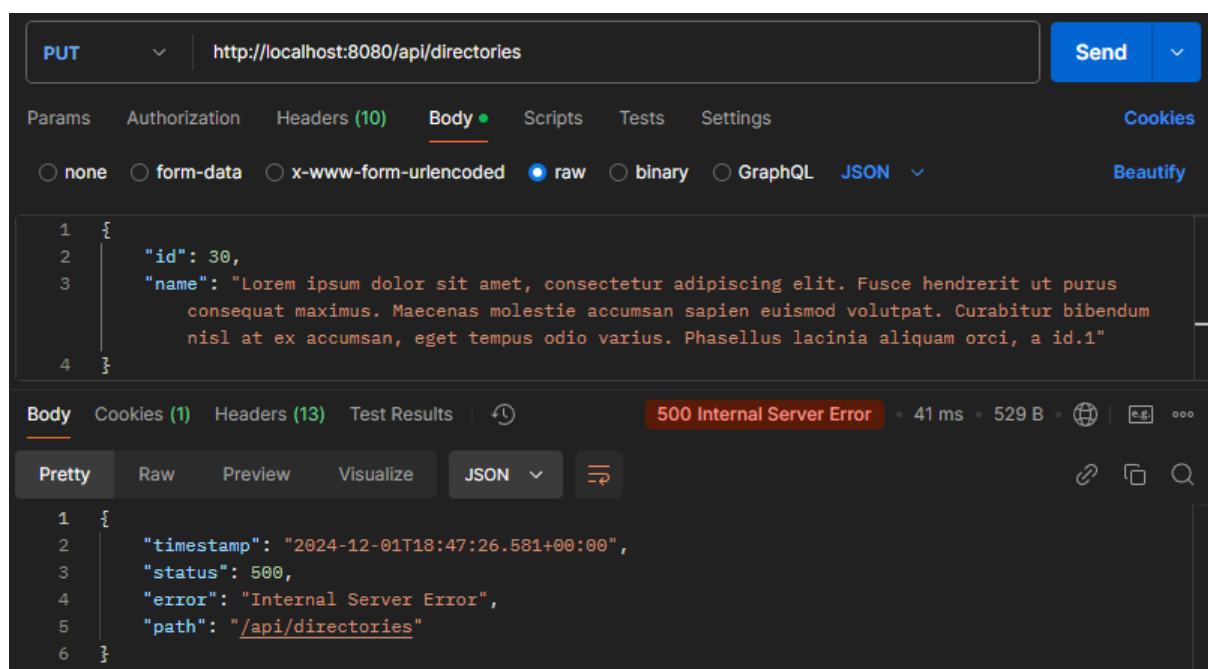 PUT http://localhost:8080/api/directories Send
Params Authorization Headers (10) Body Scripts Tests Settings Cookies
none form-data x-www-form-urlencoded raw binary GraphQL JSON Beautify
1 {
2 "id": 30,
3 "name": "Lorem ipsum dolor sit amet, consectetur adipiscing elit. Fusce hendrerit ut purus
consequat maximus. Maecenas molestie accumsan sapien euismod volutpat. Curabitur bibendum
nisl at ex accumsan, eget tempus odio varius. Phasellus lacinia aliquam orci, a id.1"
4 }
Body Cookies (1) Headers (13) Test Results 500 Internal Server Error 41 ms 529 B e.g.
Pretty Raw Preview Visualize JSON
1 {
2 "timestamp": "2024-12-01T18:47:26.581+00:00",
3 "status": 500,
4 "error": "Internal Server Error",
5 "path": "/api/directories"
6 }